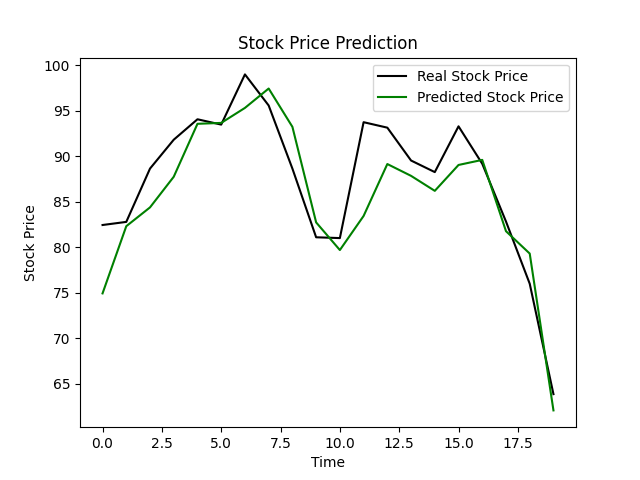 Stock Price Prediction
Real Stock Price
Predicted Stock Price
Stock Price
100
95
90
85
80
75
70
65
0.0 2.5 5.0 7.5 10.0 12.5 15.0 17.5
Time